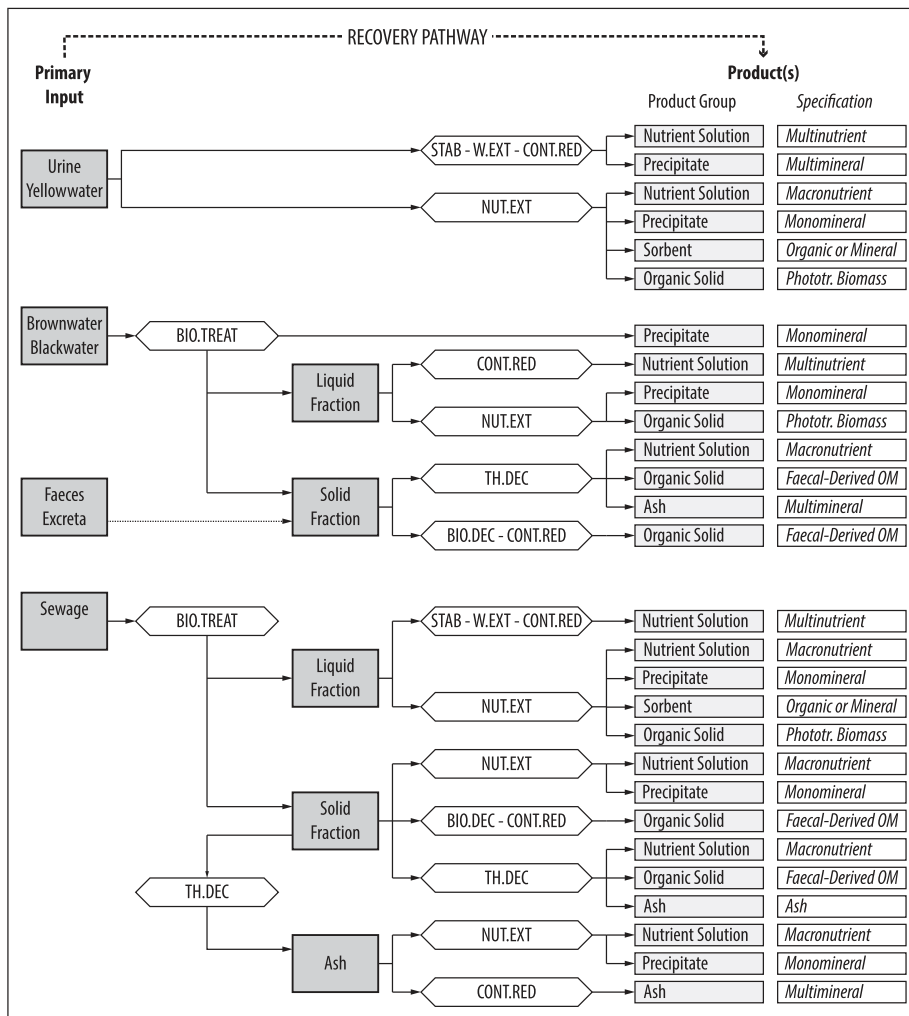 RECOVERY PATHWAY
Primary
Input
Product(s)
Product Group
Specification
Urine
Yellowwater
STAB - W.EXT - CONT.RED
Nutrient Solution
Multinutrient
Precipitate
Multimineral
NUT.EXT
Nutrient Solution
Macronutrient
Precipitate
Monomineral
Sorbent
Organic or Mineral
Organic Solid
Phototr. Biomass
Brownwater
Blackwater
BIO.TREAT
Precipitate
Monomineral
Liquid
Fraction
CONT.RED
Nutrient Solution
Multinutrient
NUT.EXT
Precipitate
Monomineral
Organic Solid
Phototr. Biomass
Faeces
Excreta
Solid
Fraction
TH.DEC
Nutrient Solution
Macronutrient
Organic Solid
Faecal-Derived OM
Ash
Multimineral
BIO.DEC - CONT.RED
Organic Solid
Faecal-Derived OM
Sewage
BIO.TREAT
Liquid
Fraction
STAB - W.EXT - CONT.RED
Nutrient Solution
Multinutrient
NUT.EXT
Nutrient Solution
Macronutrient
Precipitate
Monomineral
Sorbent
Organic or Mineral
Organic Solid
Phototr. Biomass
Solid
Fraction
NUT.EXT
Nutrient Solution
Macronutrient
Precipitate
Monomineral
BIO.DEC - CONT.RED
Organic Solid
Faecal-Derived OM
TH.DEC
Nutrient Solution
Macronutrient
Organic Solid
Faecal-Derived OM
Ash
Ash
TH.DEC
Ash
NUT.EXT
Nutrient Solution
Macronutrient
Precipitate
Monomineral
CONT.RED
Ash
Multimineral